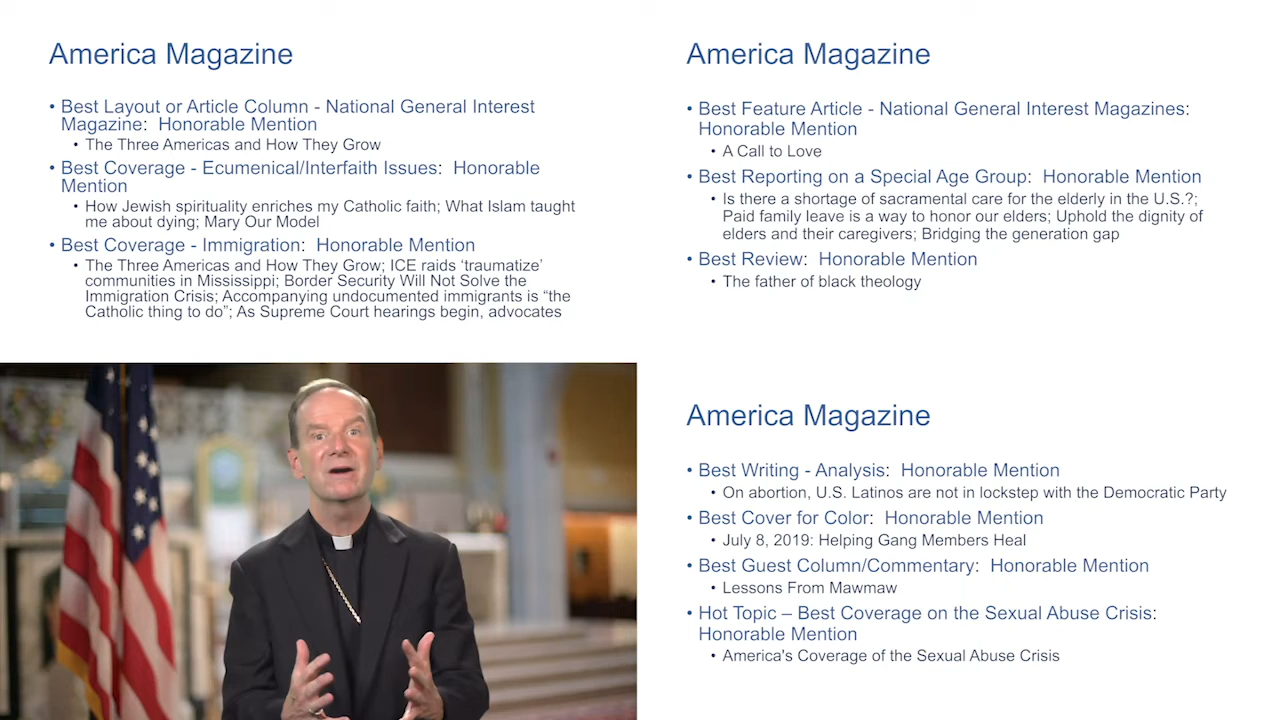 America Magazine
• Best Layout or Article Column - National General Interest
Magazine: Honorable Mention
• The Three Americas and How They Grow
• Best Coverage - Ecumenical/Interfaith Issues: Honorable
Mention
• How Jewish spirituality enriches my Catholic faith; What Islam taught
me about dying; Mary Our Model
• Best Coverage - Immigration: Honorable Mention
• The Three Americas and How They Grow; ICE raids ‘traumatize’
communities in Mississippi; Border Security Will Not Solve the
Immigration Crisis; Accompanying undocumented immigrants is “the
Catholic thing to do”; As Supreme Court hearings begin, advocates
America Magazine
• Best Feature Article - National General Interest Magazines:
Honorable Mention
• A Call to Love
• Best Reporting on a Special Age Group: Honorable Mention
• Is there a shortage of sacramental care for the elderly in the U.S.?;
Paid family leave is a way to honor our elders; Uphold the dignity of
elders and their caregivers; Bridging the generation gap
• Best Review: Honorable Mention
• The father of black theology
America Magazine
• Best Writing - Analysis: Honorable Mention
• On abortion, U.S. Latinos are not in lockstep with the Democratic Party
• Best Cover for Color: Honorable Mention
• July 8, 2019: Helping Gang Members Heal
• Best Guest Column/Commentary: Honorable Mention
• Lessons From Mawmaw
• Hot Topic – Best Coverage on the Sexual Abuse Crisis:
Honorable Mention
• America's Coverage of the Sexual Abuse Crisis